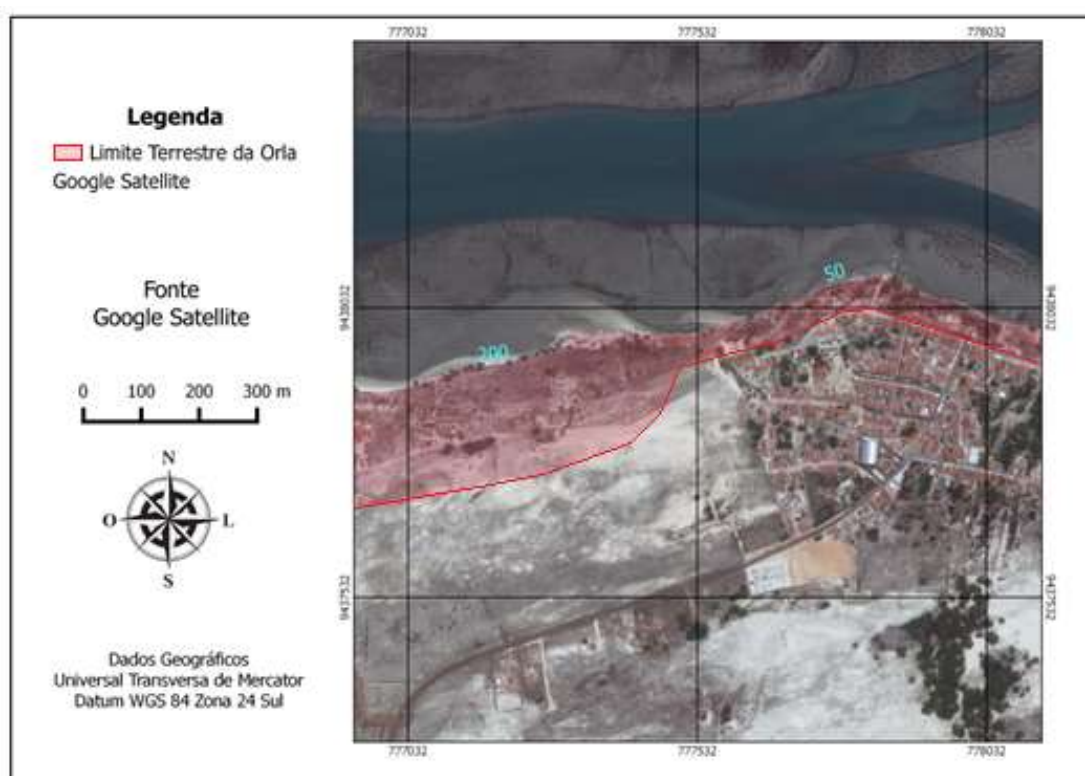 Legenda
Limite Terrestre da Orla
Google Satellite
Fonte
Google Satellite
0 100 200 300 m
N
O L
S
Dados Geográficos
Universal Transversa de Mercator
Datum WGS 84 Zona 24 Sul
777032 777532 778032
9438032 9438032
50
200
9437532 9437532
777032 777532 778032